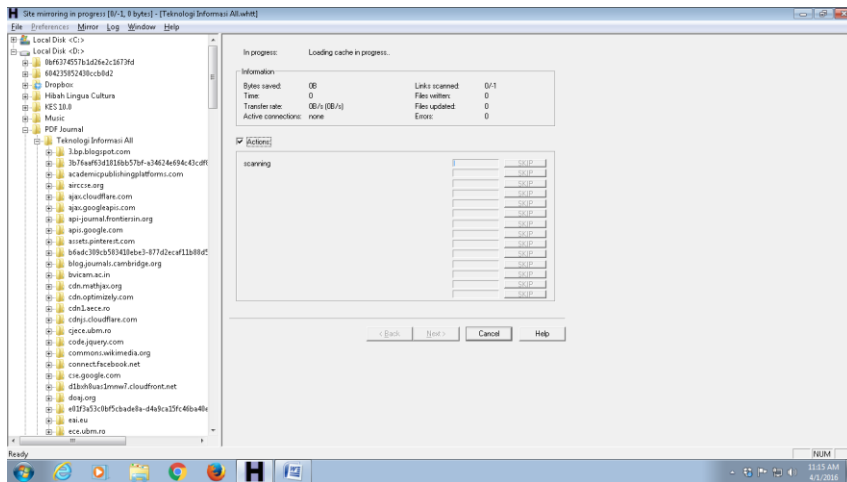 Site mirroring in progress [0/-1, 0 bytes] - [Teknologi Informasi All.whtt]
File Preferences Mirror Log Window Help
Local Disk <C:>
Local Disk <D:>
0bf6374557b1d26e2c1673fd
604235052430ccb0d2
Dropbox
Hibah Lingua Cultura
KES 10.0
Music
PDF Journal
Teknologi Informasi All
3.bp.blogspot.com
academicpublishingplatforms.com
airccse.org
ajax.cloudflare.com
ajax.googleapis.com
api-journal.frontiersin.org
apis.google.com
assets.pinterest.com
blog.journals.cambridge.org
bvicam.ac.in
cdn.mathjax.org
cdn.optimizely.com
cdn1.aece.ro
cdnjs.cloudflare.com
cjece.ubm.ro
code.jquery.com
commons.wikimedia.org
connect.facebook.net
cse.google.com
d1bxh8uas1mnw7.cloudfront.net
doaj.org
eai.eu
ece.ubm.ro
In progress: Loading cache in progress..
Information
Bytes saved: 0B Links scanned: 0/-1
Time: 0 Files written: 0
Transfer rate: 0B/s (0B/s) Files updated: 0
Active connections: none Errors: 0
Actions:
scanning SKIP
SKIP
SKIP
SKIP
SKIP
SKIP
SKIP
SKIP
SKIP
SKIP
SKIP
SKIP
SKIP
SKIP
< Back Next > Cancel Help
Ready NUM
11:15 AM
4/1/2016